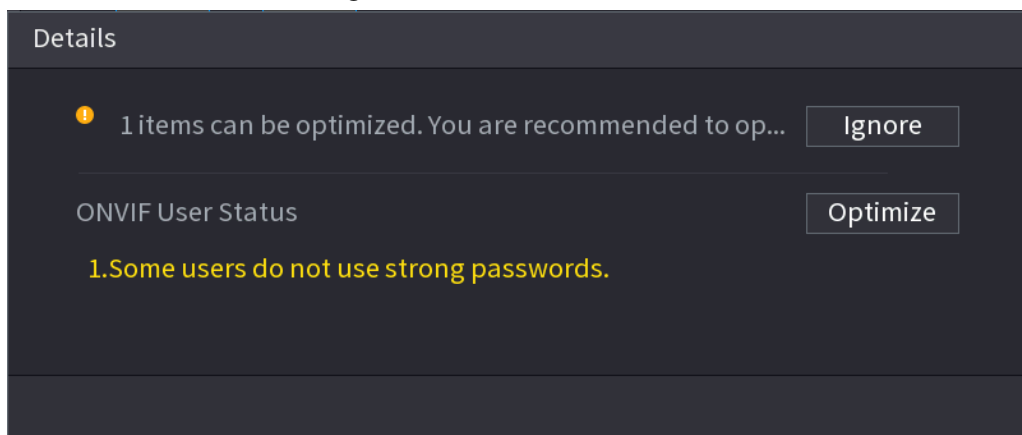 Details
1 items can be optimized. You are recommended to op... Ignore
ONVIF User Status Optimize
1.Some users do not use strong passwords.